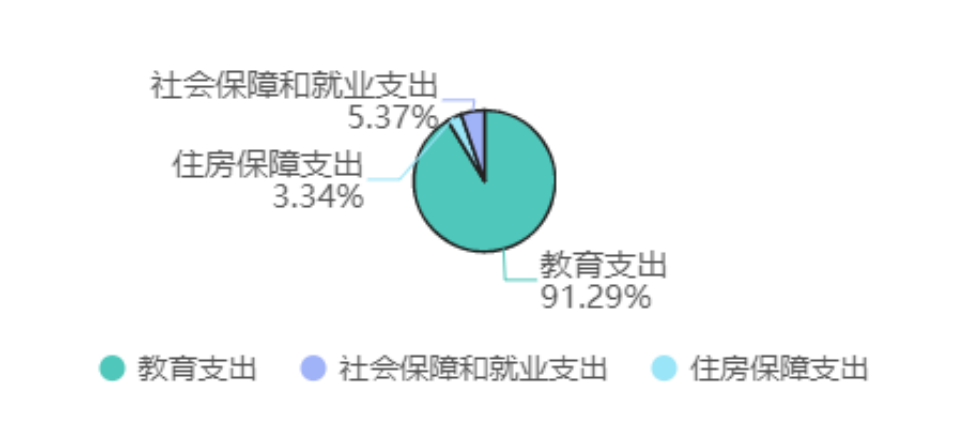 社会保障和就业支出
5.37%
住房保障支出
3.34%
教育支出
91.29%
教育支出 社会保障和就业支出 住房保障支出